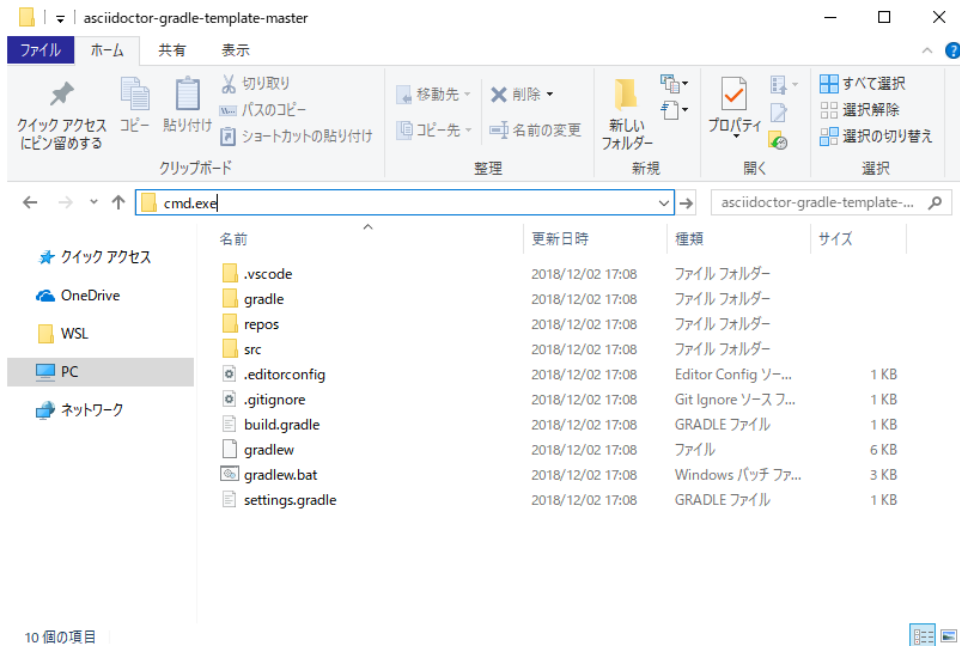 asciidoctor-gradle-template-master
ファイル ホーム 共有 表示
クイック アクセス
にピン留めする
コピー
貼り付け
切り取り
パスのコピー
ショートカットの貼り付け
クリップボード
移動先
コピー先
削除
名前の変更
整理
新しい
フォルダー
新規
プロパティ
開く
すべて選択
選択解除
選択の切り替え
選択
cmd.exe
asciidoctor-gradle-template-...
クイック アクセス
OneDrive
WSL
PC
ネットワーク
名前 更新日時 種類 サイズ
.vscode 2018/12/02 17:08 ファイル フォルダー
gradle 2018/12/02 17:08 ファイル フォルダー
repos 2018/12/02 17:08 ファイル フォルダー
src 2018/12/02 17:08 ファイル フォルダー
.editorconfig 2018/12/02 17:08 Editor Config ソー... 1 KB
.gitignore 2018/12/02 17:08 Git Ignore ソース フ... 1 KB
build.gradle 2018/12/02 17:08 GRADLE ファイル 1 KB
gradlew 2018/12/02 17:08 ファイル 6 KB
gradlew.bat 2018/12/02 17:08 Windows バッチ ファ... 3 KB
settings.gradle 2018/12/02 17:08 GRADLE ファイル 1 KB
10 個の項目